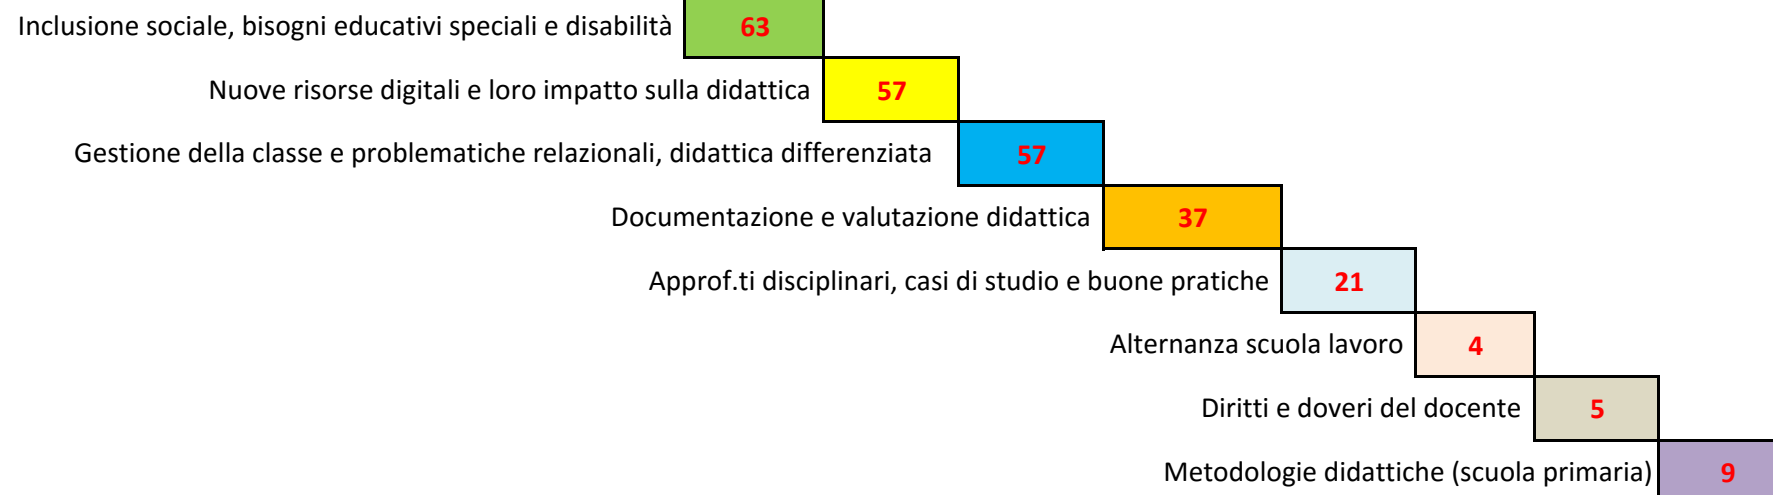 Inclusione sociale, bisogni educativi speciali e disabilità 63
Nuove risorse digitali e loro impatto sulla didattica 57
Gestione della classe e problematiche relazionali, didattica differenziata 57
Documentazione e valutazione didattica 37
Approf.ti disciplinari, casi di studio e buone pratiche 21
Alternanza scuola lavoro 4
Diritti e doveri del docente 5
Metodologie didattiche (scuola primaria) 9